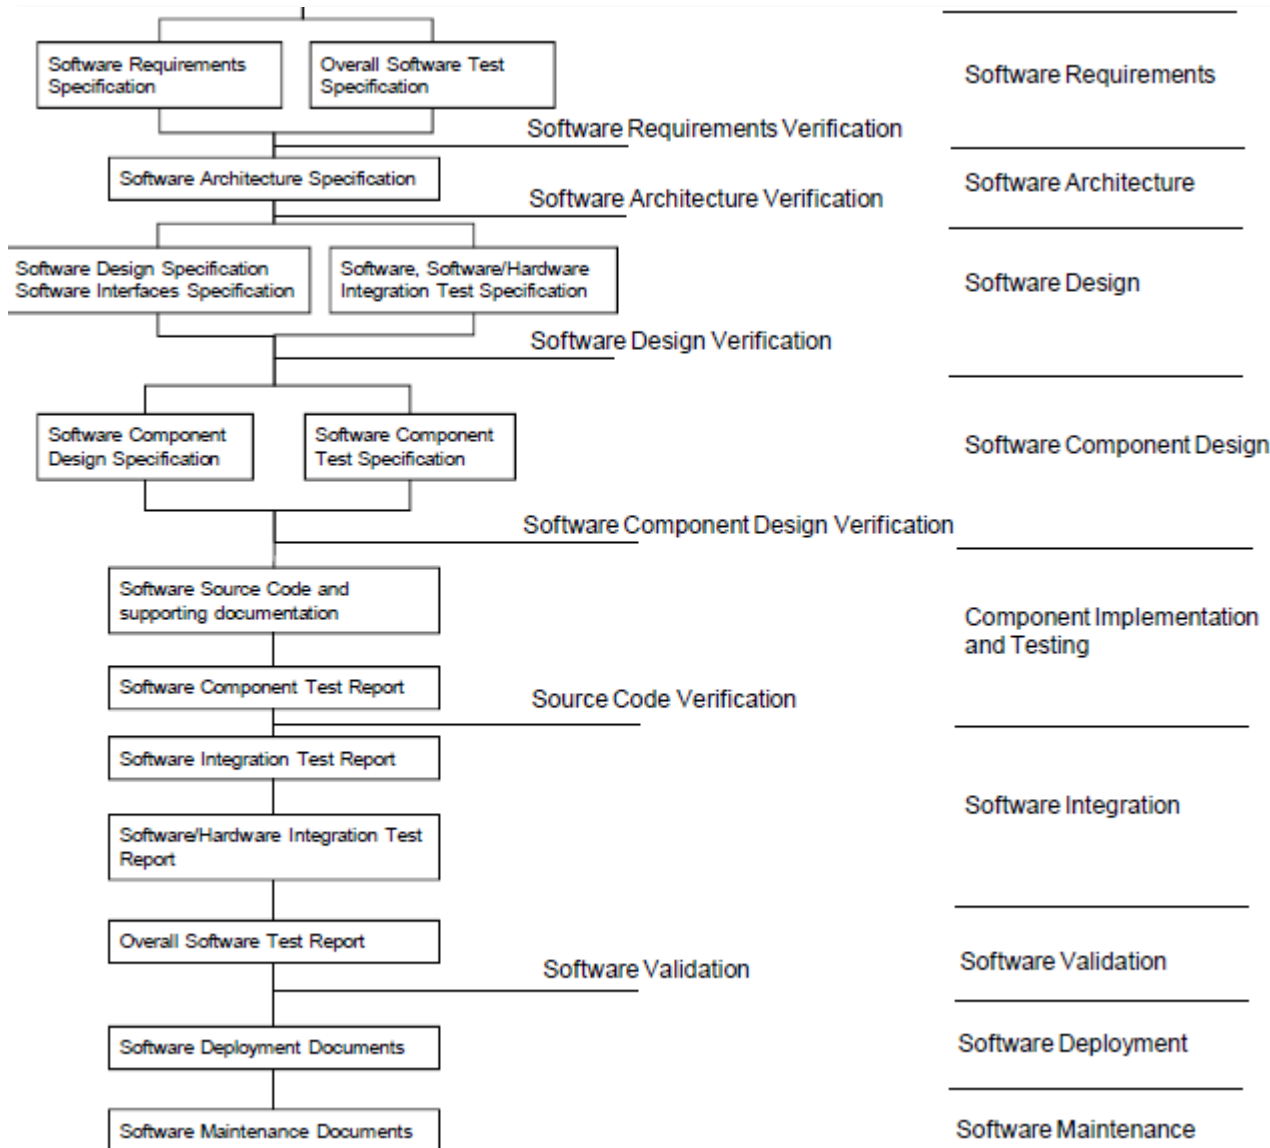 Software Requirements
Specification
Overall Software Test
Specification
Software Requirements
Software Requirements Verification
Software Architecture Specification
Software Architecture
Software Architecture Verification
Software Design Specification
Software Interfaces Specification
Software, Software/Hardware
Integration Test Specification
Software Design
Software Design Verification
Software Component
Design Specification
Software Component
Test Specification
Software Component Design
Software Component Design Verification
Software Source Code and
supporting documentation
Component Implementation
and Testing
Software Component Test Report
Source Code Verification
Software Integration Test Report
Software/Hardware Integration Test
Report
Software Integration
Overall Software Test Report
Software Validation
Software Validation
Software Deployment Documents
Software Deployment
Software Maintenance Documents
Software Maintenance